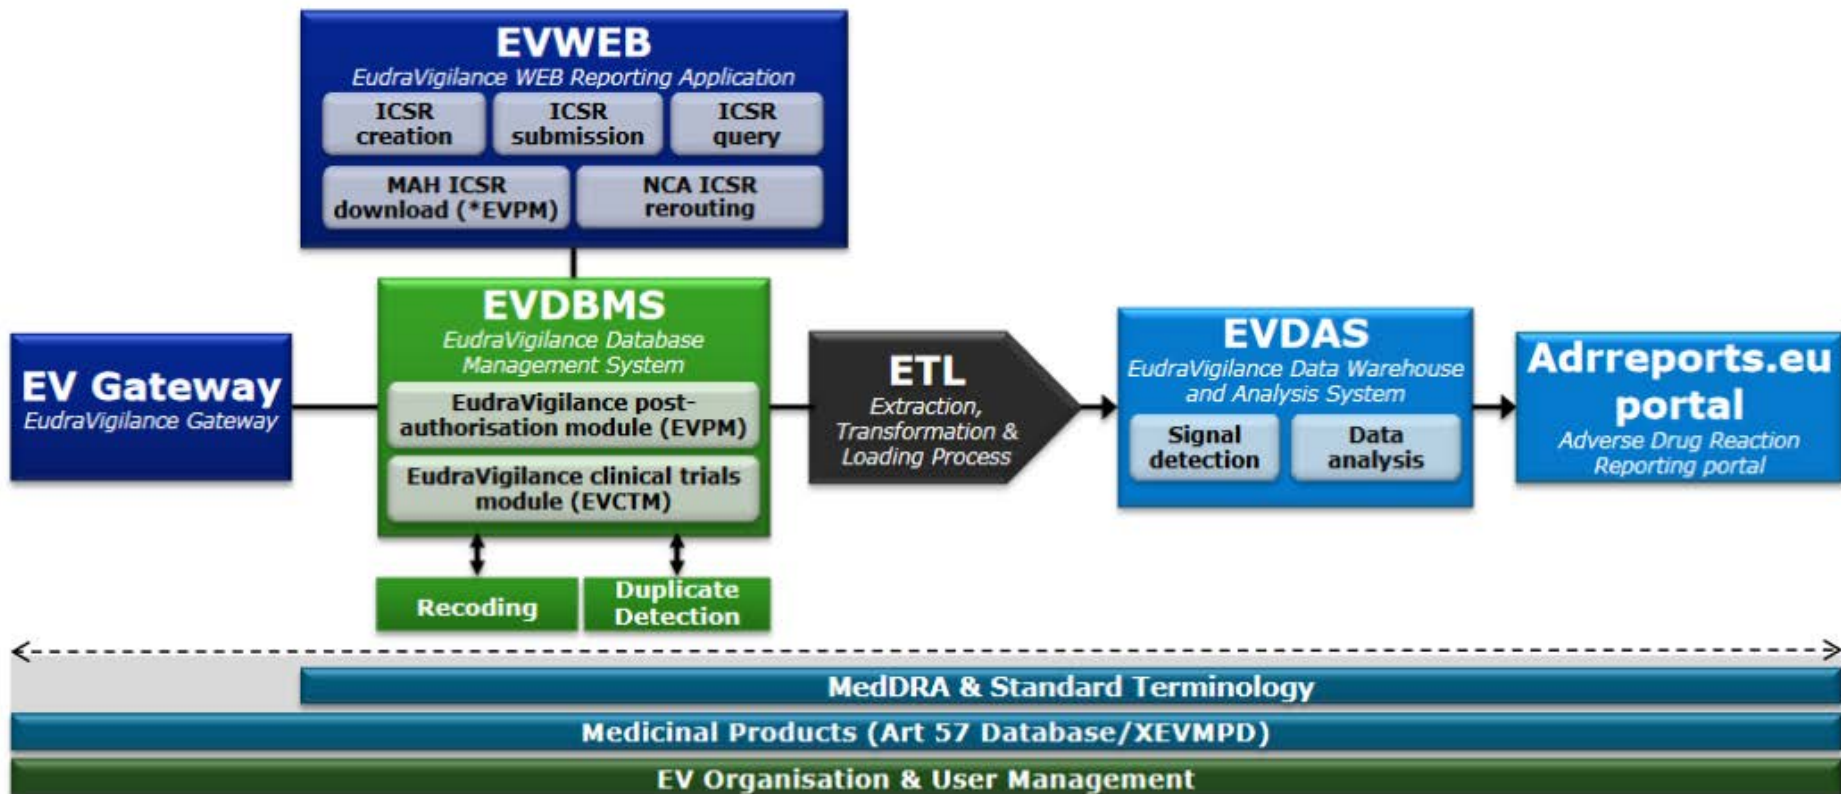 EVWEB
EudraVigilance WEB Reporting Application
ICSR
creation
ICSR
submission
ICSR
query
MAH ICSR
download (*EVPM)
NCA ICSR
rerouting
EV Gateway
EudraVigilance Gateway
EVDBMS
EudraVigilance Database
Management System
EudraVigilance post-
authorisation module (EVPM)
EudraVigilance clinical trials
module (EVCTM)
Recoding
Duplicate
Detection
ETL
Extraction,
Transformation &
Loading Process
EVDAS
EudraVigilance Data Warehouse
and Analysis System
Signal
detection
Data
analysis
Adrreports.eu
portal
Adverse Drug Reaction
Reporting portal
MedDRA & Standard Terminology
Medicinal Products (Art 57 Database/XEVMPD)
EV Organisation & User Management